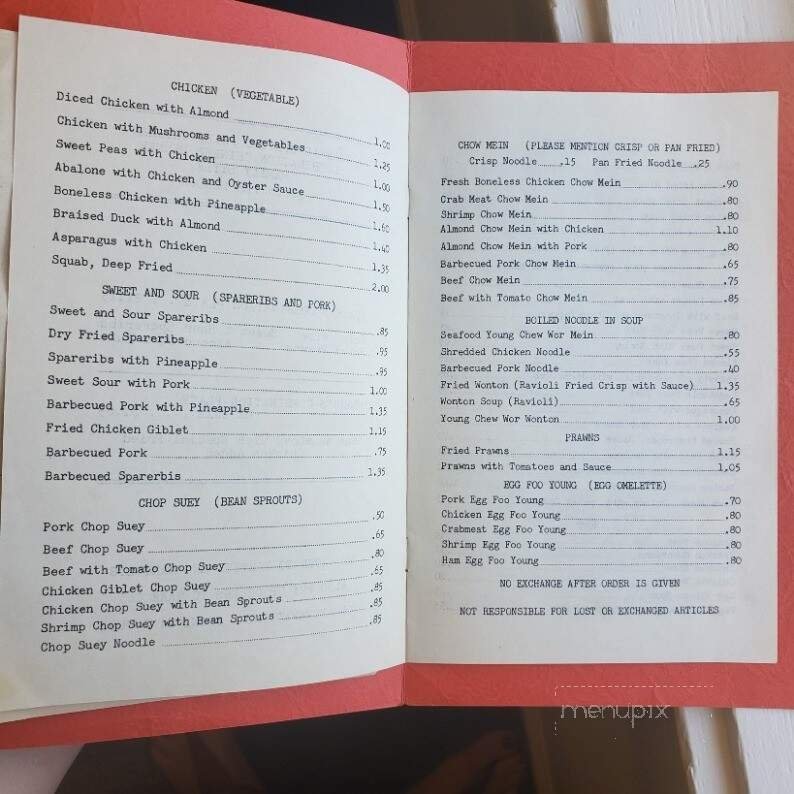 CHICKEN (VEGETABLE)
Diced Chicken with Almond 1.00
Chicken with Mushrooms and Vegetables 1.25
Sweet Peas with Chicken 1.00
Abalone with Chicken and Oyster Sauce 1.50
Boneless Chicken with Pineapple 1.60
Braised Duck with Almond 1.40
Asparagus with Chicken 1.35
Squab, Deep Fried 2.00
SWEET AND SOUR (SPARERIBS AND PORK)
Sweet and Sour Spareribs .85
Dry Fried Spareribs .95
Spareribs with Pineapple .95
Sweet Sour with Pork 1.00
Barbecued Pork with Pineapple 1.35
Fried Chicken Giblet 1.15
Barbecued Pork .75
Barbecued Sparerbis 1.35
CHOP SUEY (BEAN SPROUTS)
Pork Chop Suey .50
Beef Chop Suey .65
Beef with Tomato Chop Suey .80
Chicken Giblet Chop Suey .65
Chicken Chop Suey with Bean Sprouts .85
Shrimp Chop Suey with Bean Sprouts .85
Chop Suey Noodle .85
CHOW MEIN (PLEASE MENTION CRISP OR PAN FRIED)
Crisp Noodle .15 Pan Fried Noodle .25
Fresh Boneless Chicken Chow Mein .90
Crab Meat Chow Mein .80
Shrimp Chow Mein .80
Almond Chow Mein with Chicken 1.10
Almond Chow Mein with Pork .80
Barbecued Pork Chow Mein .65
Beef Chow Mein .75
Beef with Tomato Chow Mein .85
BOILED NOODLE IN SOUP
Seafood Young Chew Wor Mein .80
Shredded Chicken Noodle .55
Barbecued Pork Noodle .40
Fried Wonton (Ravioli Fried Crisp with Sauce) 1.35
Wonton Soup (Ravioli) .65
Young Chew Wor Wonton 1.00
PRAWNS
Fried Prawns 1.15
Prawns with Tomatoes and Sauce 1.05
EGG FOO YOUNG (EGG OMELETTE)
Pork Egg Foo Young .70
Chicken Egg Foo Young .80
Crabmeat Egg Foo Young .80
Shrimp Egg Foo Young .80
Ham Egg Foo Young .80
NO EXCHANGE AFTER ORDER IS GIVEN
NOT RESPONSIBLE FOR LOST OR EXCHANGED ARTICLES
menupix